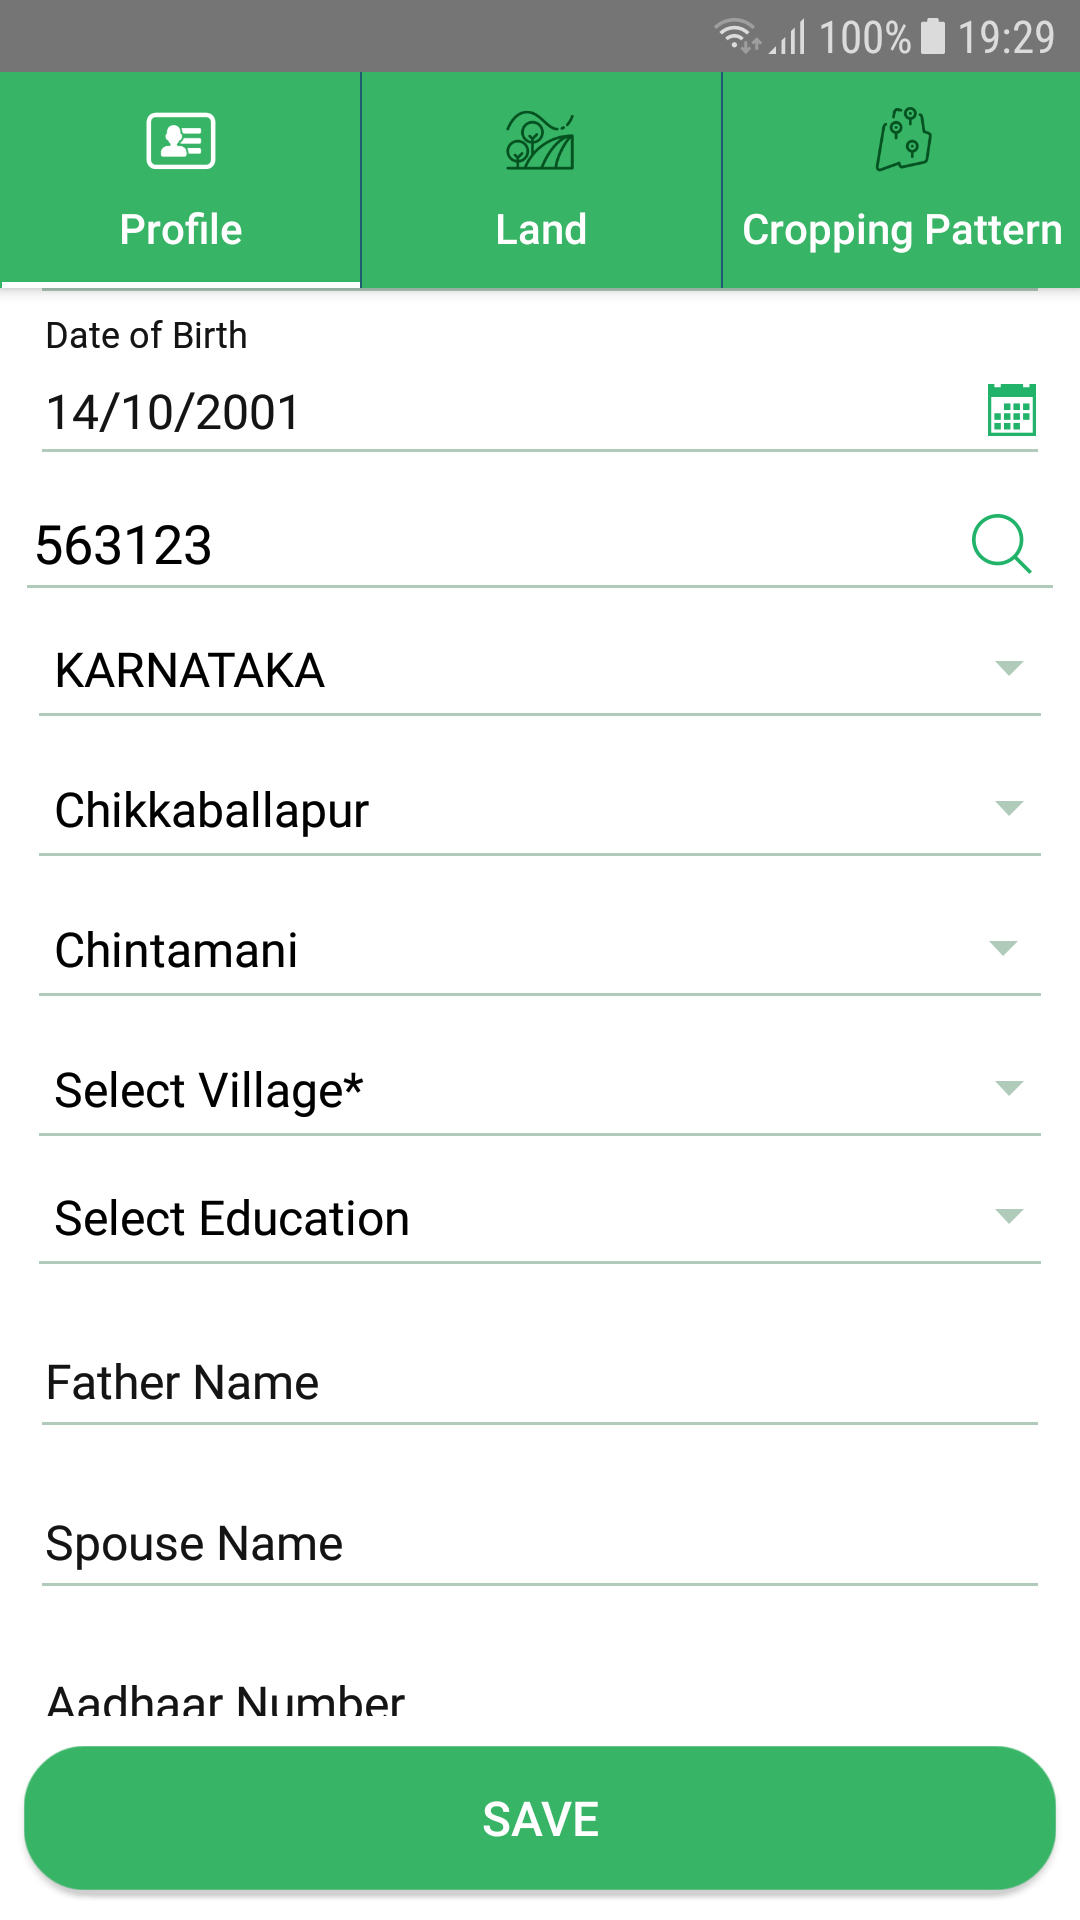 100% 19:29
Profile Land Cropping Pattern
Date of Birth
14/10/2001
563123
KARNATAKA
Chikkaballapur
Chintamani
Select Village*
Select Education
Father Name
Spouse Name
Aadhaar Number
SAVE